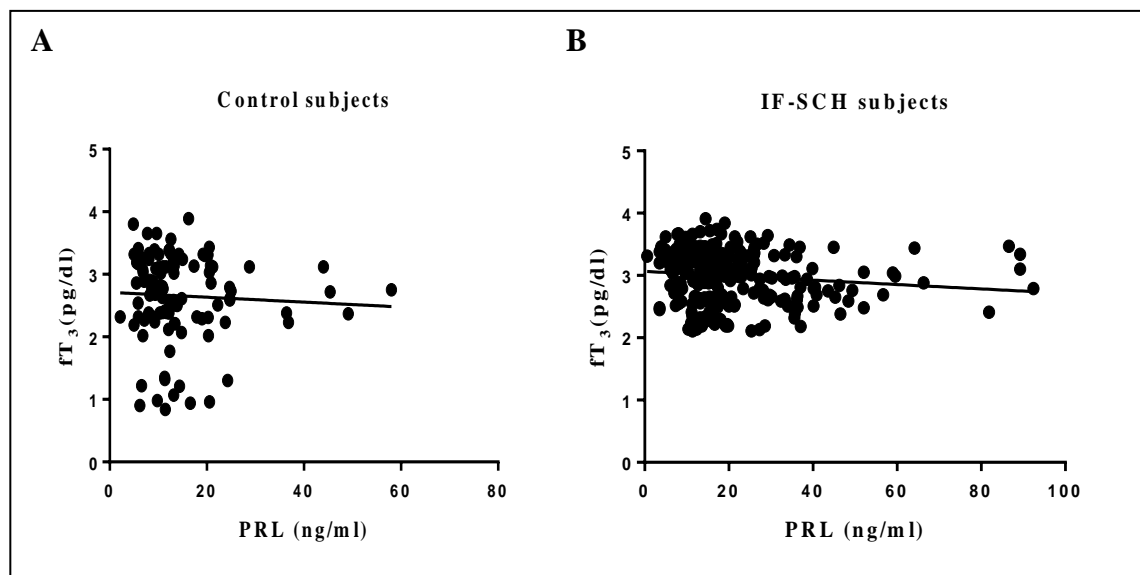 A
B
Control subjects
IF-SCH subjects
5
4
3
2
1
0
fT3(pg/dl)
0 20 40 60 80
PRL (ng/ml)
5
4
3
2
1
0
fT3(pg/dl)
0 20 40 60 80 100
PRL (ng/ml)